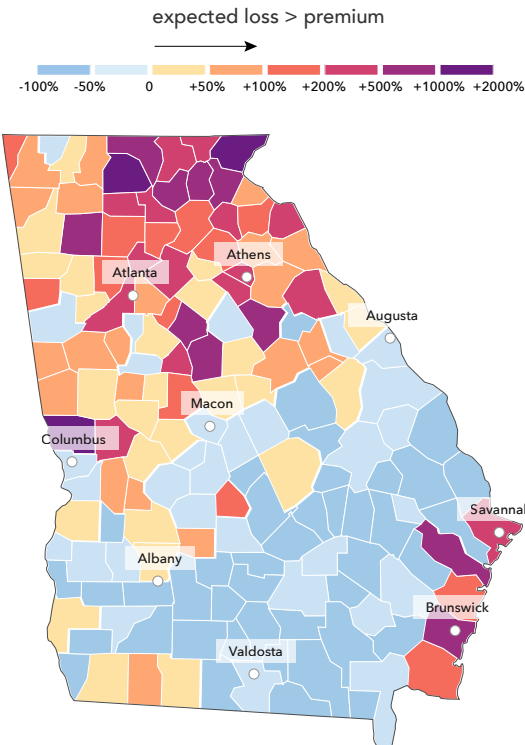 expected loss > premium
-100% -50% 0 +50% +100% +200% +500% +1000% +2000%
Athens
Atlanta
Augusta
Macon
Columbus
Savannal
Albany
Brunswick
Valdosta